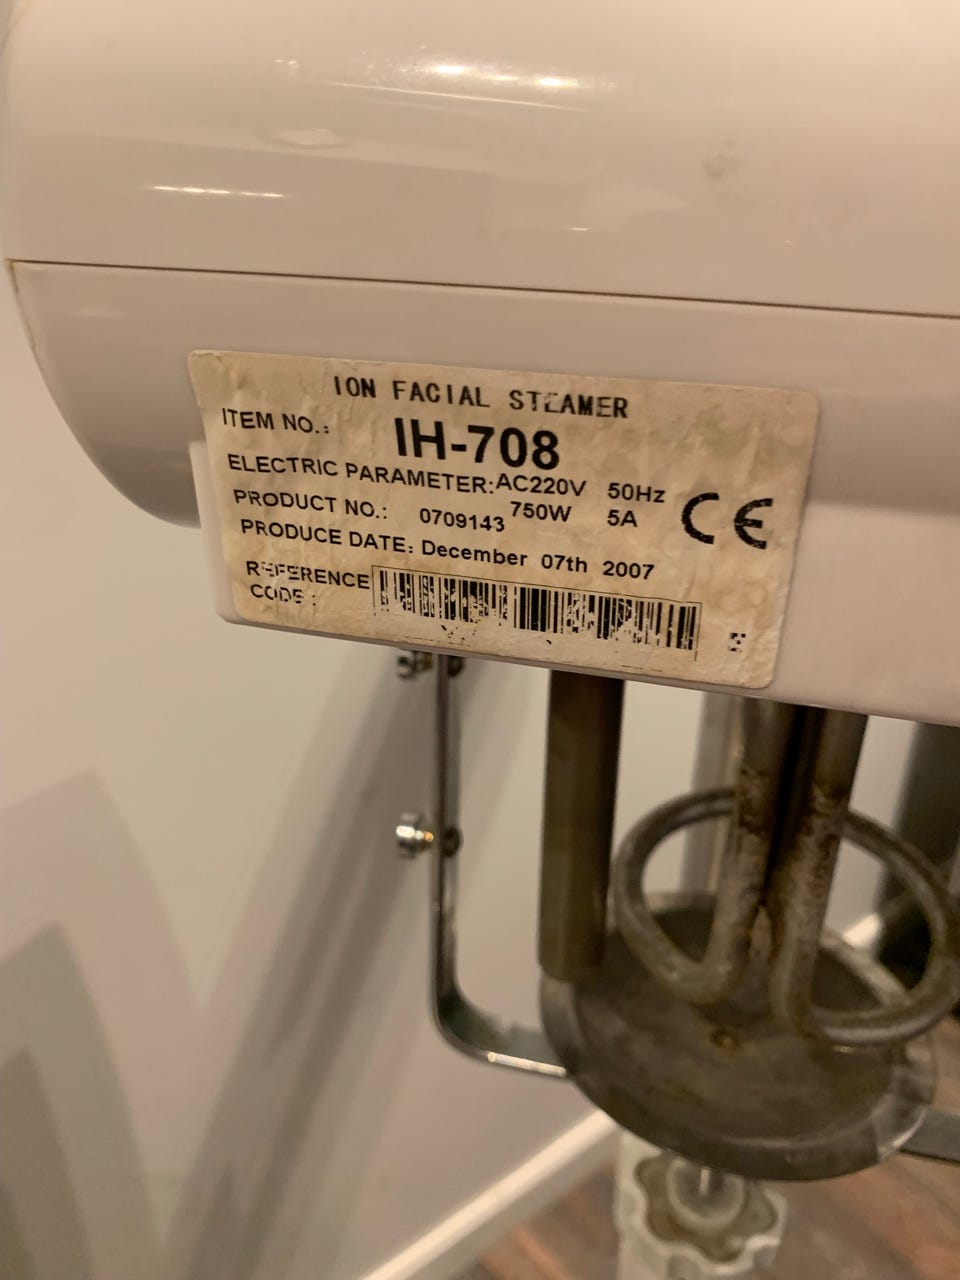 ION FACIAL STEAMER
ITEM NO.: IH-708
ELECTRIC PARAMETER: AC220V 50Hz
750W 5A
PRODUCT NO.: 0709143
PRODUCE DATE: December 07th 2007
REFERENCE
CODE :
CE